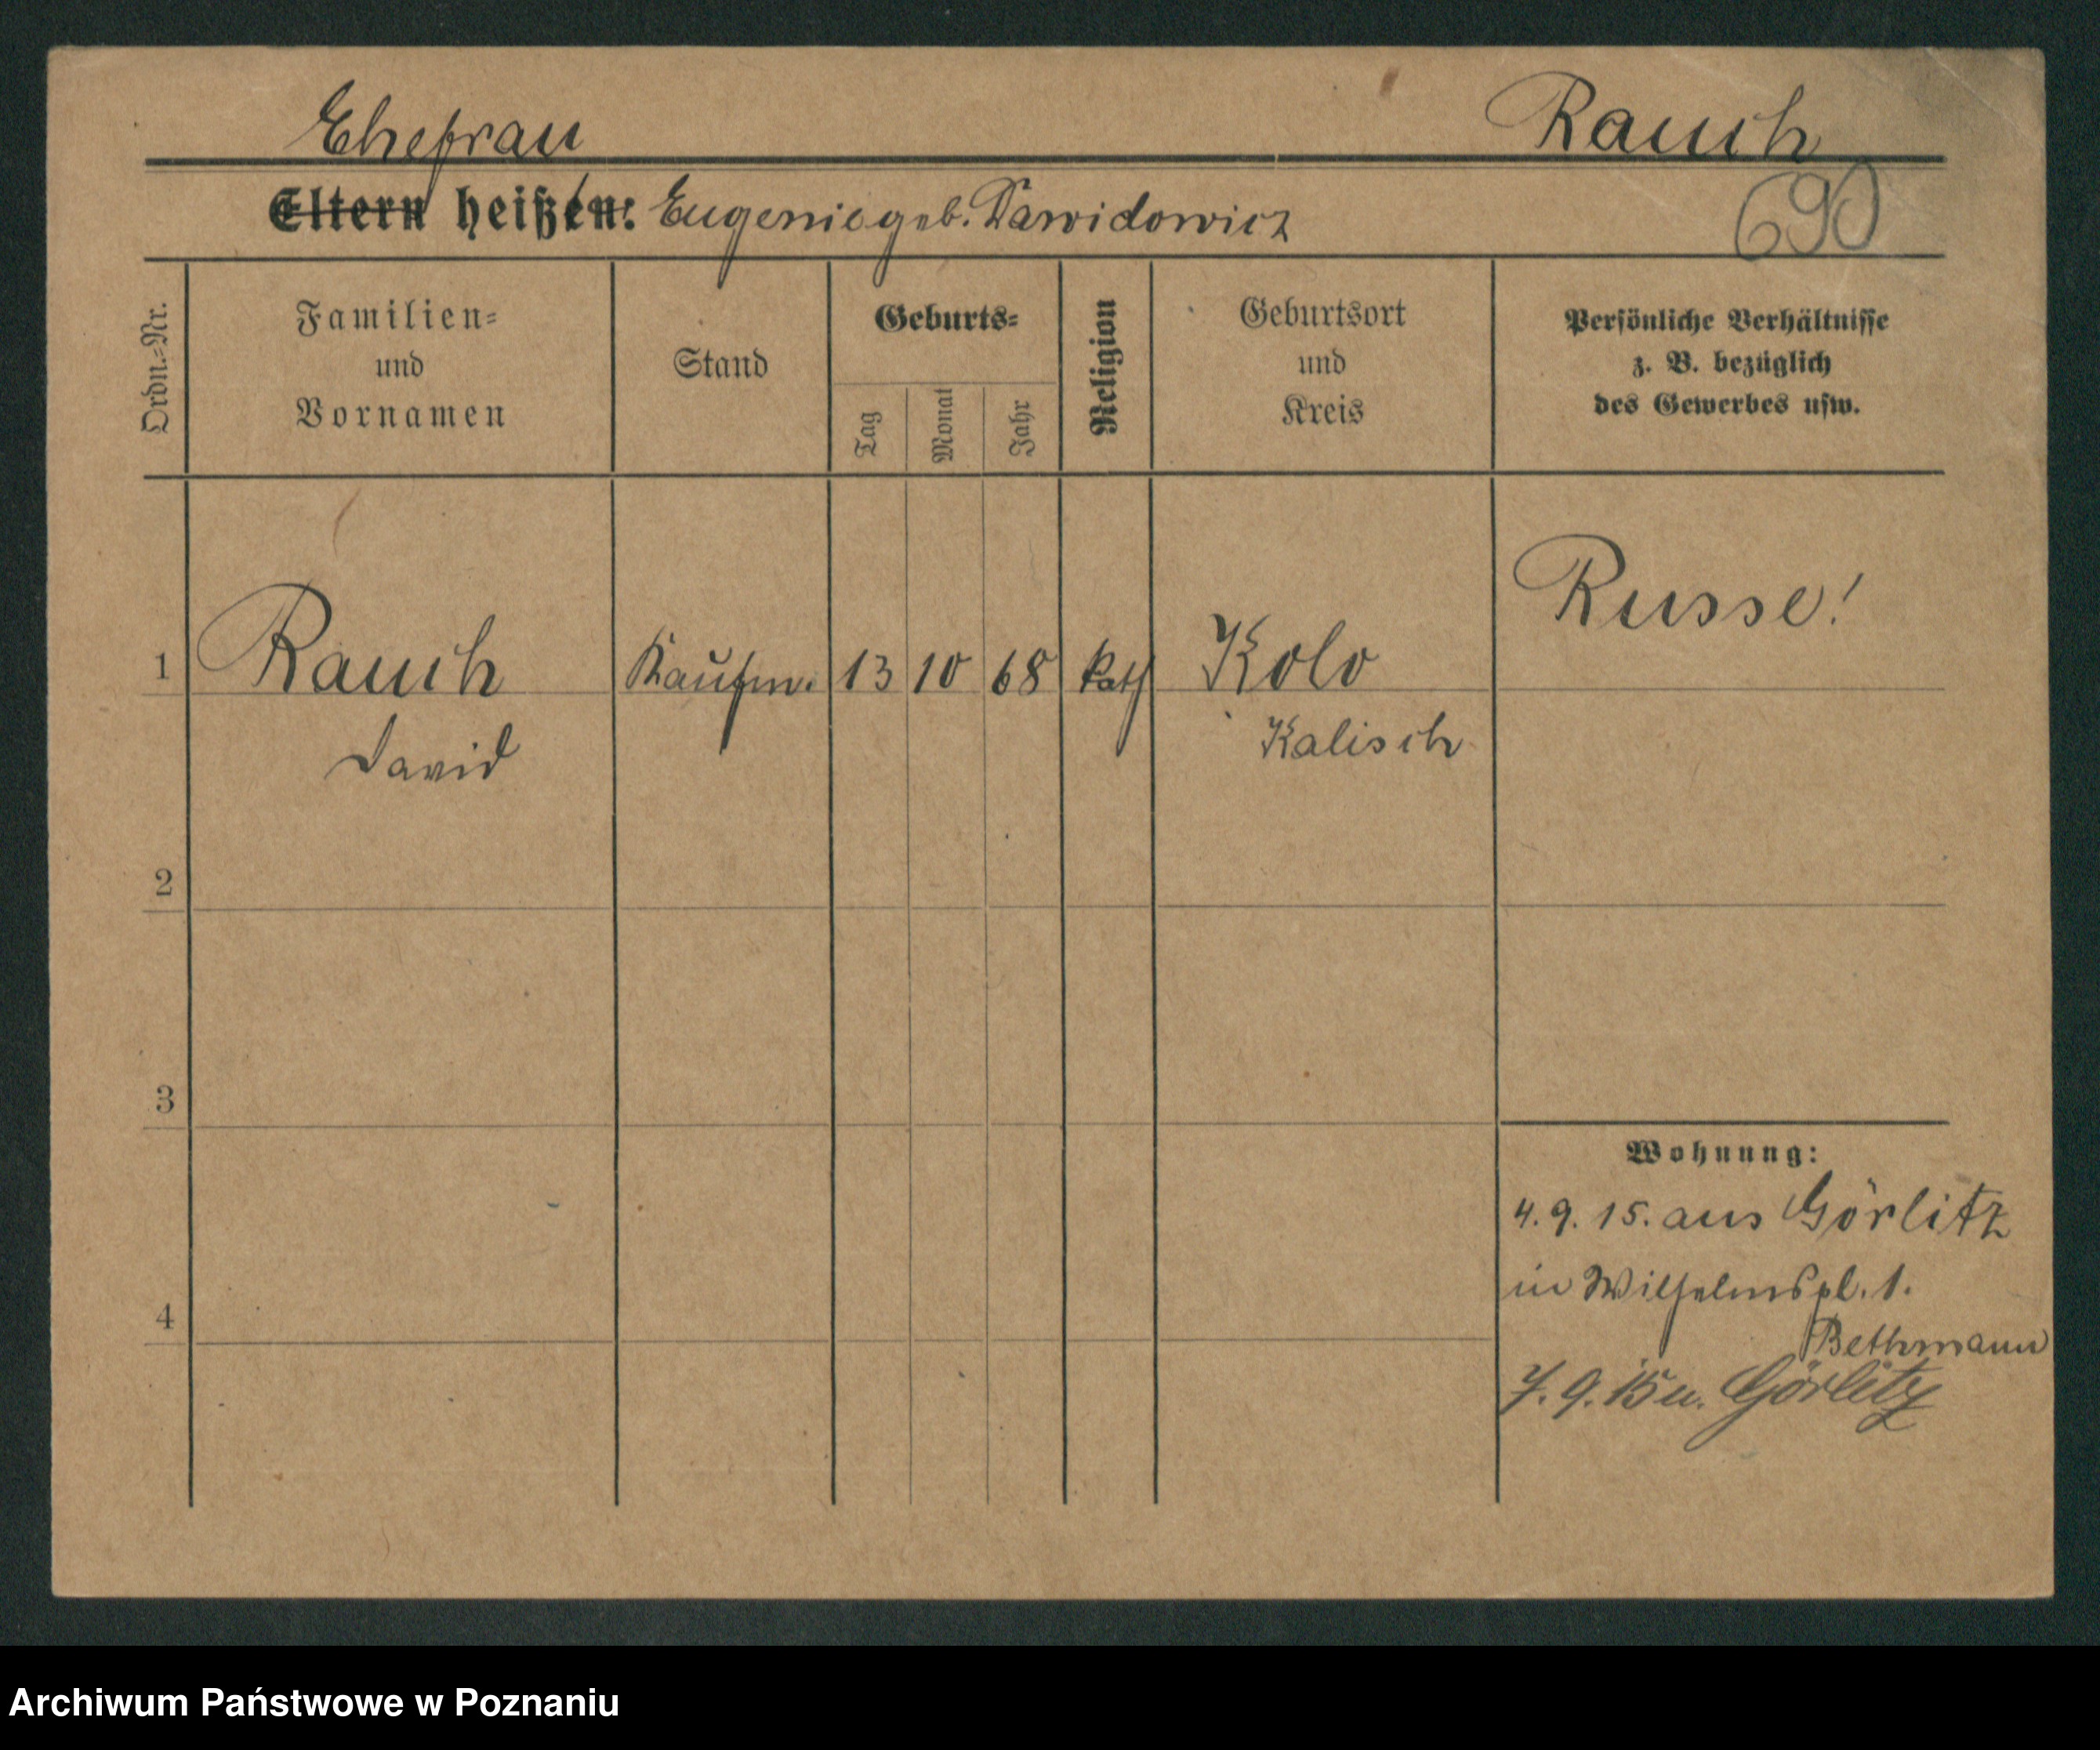 Ehefrau Rauch
Eltern heißen: Eugenie geb. Dawidowicz 690
Ordn.=Nr.
Familien=
und
Vornamen
Stand
Geburts=
Tag
Monat
Jahr
Religion
Geburtsort
und
Kreis
Persönliche Verhältnisse
z. B. bezüglich
des Gewerbes usw.
Russe!
1 Rauch Kaufm. 13 10 68 kath Kolo
David Kalisch
2
3
Wohnung:
4. 9. 15. aus Görlitz
in Wilhelmspl. 1.
4
Bethmann
7. 9. 15 n. Görlitz
Archiwum Państwowe w Poznaniu